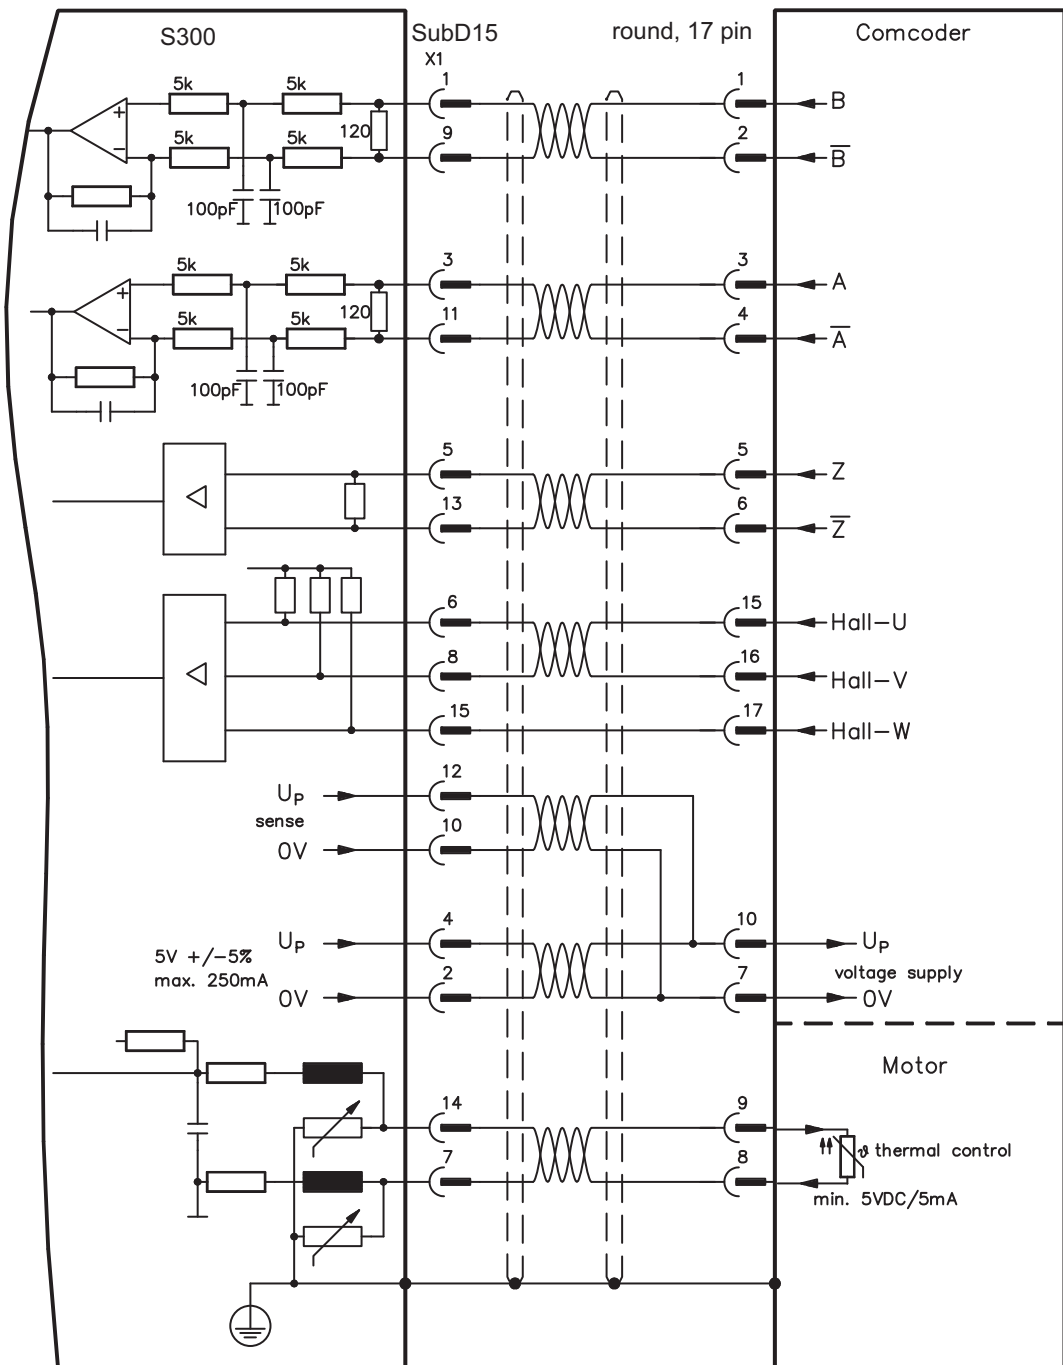 S300
SubD15
round, 17 pin
Comcoder
X1
5k
5k
1
1
B
120
5k
5k
9
2
B̅
100pF
100pF
5k
5k
3
3
A
120
5k
5k
11
4
A̅
100pF
100pF
5
5
Z
13
6
Z̅
6
15
Hall-U
8
16
Hall-V
15
17
Hall-W
UP
12
sense
0V
10
UP
4
10
UP
5V +/-5%
max. 250mA
voltage supply
0V
2
7
0V
Motor
14
9
ϑ thermal control
7
8
min. 5VDC/5mA